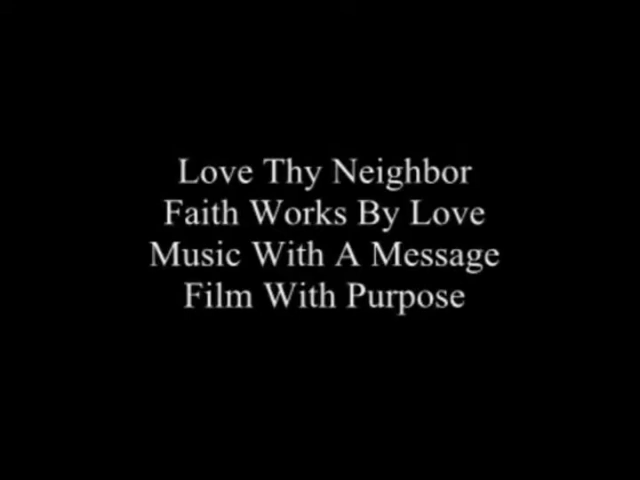 Love Thy Neighbor
Faith Works By Love
Music With A Message
Film With Purpose